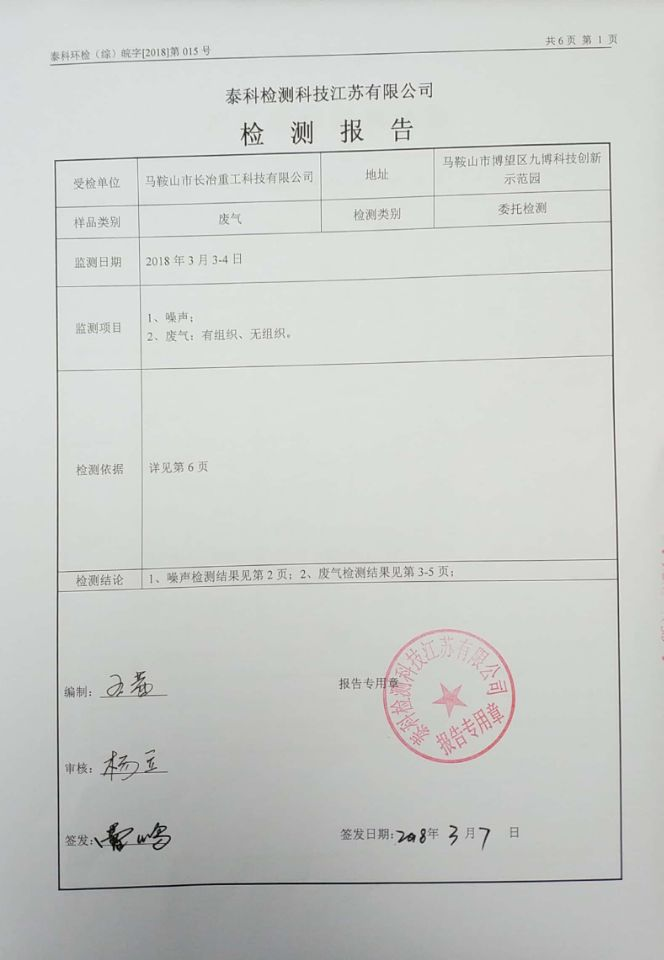 泰科环检（综）皖字[2018]第 015 号
共 6 页 第 1 页
泰科检测科技江苏有限公司
检 测 报 告
受检单位 马鞍山市长冶重工科技有限公司 地址 马鞍山市博望区九博科技创新
示范园
样品类别 废气 检测类别 委托检测
监测日期 2018 年 3 月 3-4 日
监测项目 1、噪声；
2、废气：有组织、无组织。
检测依据 详见第 6 页
检测结论 1、噪声检测结果见第 2 页；2、废气检测结果见第 3-5 页；
编制：
报告专用章
泰科检测科技江苏有限公司
报告专用章
审核：杨立
签发：
签发日期：2018年 3 月 7 日